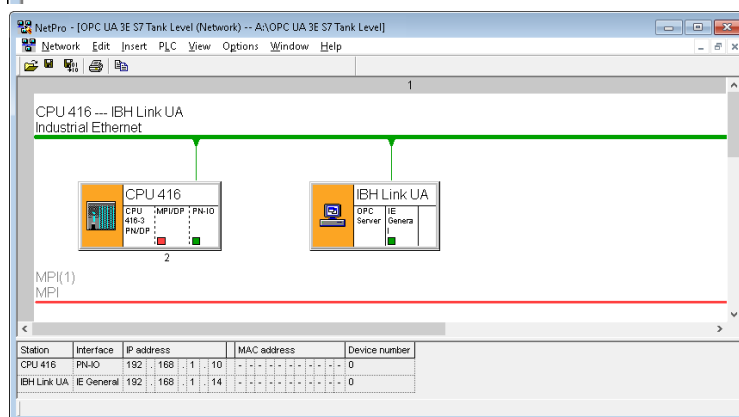 NetPro - [OPC UA 3E S7 Tank Level (Network) -- A:\OPC UA 3E S7 Tank Level]
Network Edit Insert PLC View Options Window Help
1
CPU 416 --- IBH Link UA
Industrial Ethernet
CPU 416
CPU 416-3 PN/DP
MPI/DP
PN-IO
2
IBH Link UA
OPC Server
IE General
MPI(1)
MPI
Station Interface IP address MAC address Device number
CPU 416 PN-IO 192 . 168 . 1 . 10 - - - - - - - - - - - 0
IBH Link UA IE General 192 . 168 . 1 . 14 - - - - - - - - - - - 0